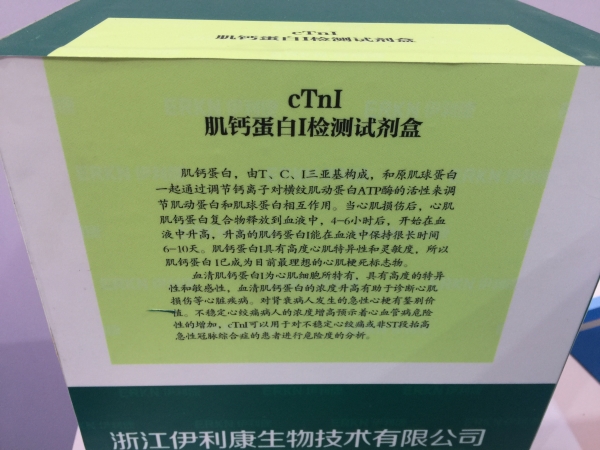 cTnI
肌钙蛋白I检测试剂盒
cTnI
肌钙蛋白I检测试剂盒
肌钙蛋白，由T、C、I三亚基构成，和原肌球蛋白
一起通过调节钙离子对横纹肌动蛋白ATP酶的活性来调
节肌动蛋白和肌球蛋白相互作用。当心肌损伤后，心肌
肌钙蛋白复合物释放到血液中，4-6小时后，开始在血
液中升高，升高的肌钙蛋白I能在血液中保持很长时间
6-10天。肌钙蛋白I具有高度心肌特异性和灵敏度，所以
肌钙蛋白I已成为目前最理想的心肌梗死标志物。
血清肌钙蛋白I为心肌细胞所特有，具有高度的特异
性和敏感性，血清肌钙蛋白的浓度升高有助于诊断心肌
损伤等心脏疾病。对肾衰病人发生的急性心梗有鉴别价
值。不稳定心绞痛病人的浓度增高预示着心血管病危险
性的增加，cTnI可以用于对不稳定心绞痛或非ST段抬高
急性冠脉综合症的患者进行危险度的分析。
浙江伊利康生物技术有限公司